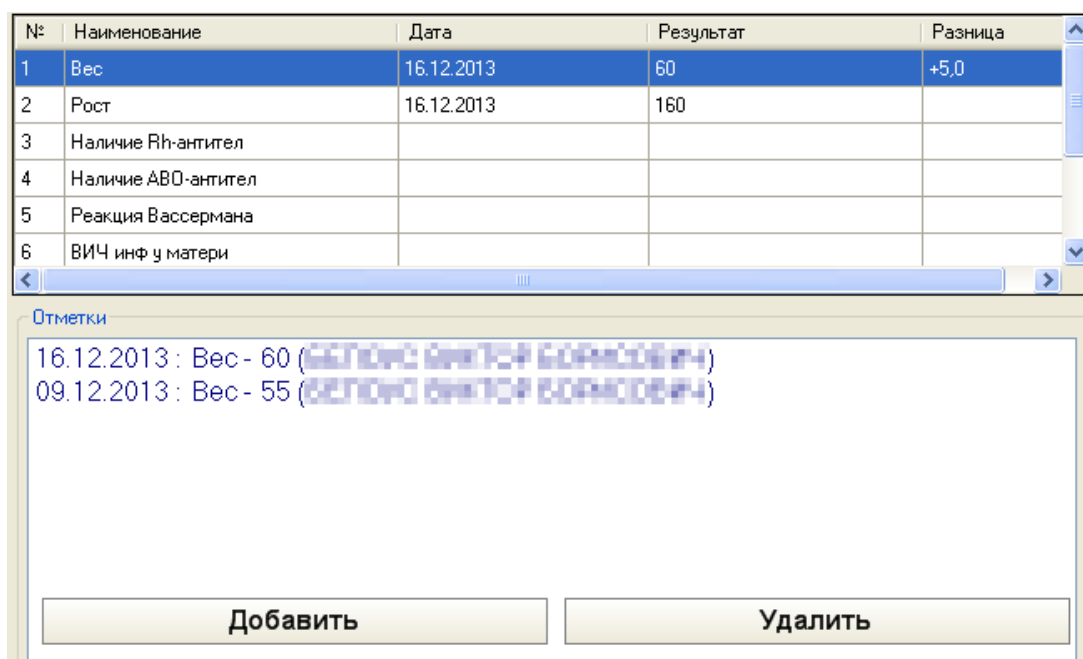 № Наименование Дата Результат Разница
1 Вес 16.12.2013 60 +5,0
2 Рост 16.12.2013 160
3 Наличие Rh-антител
4 Наличие АВО-антител
5 Реакция Вассермана
6 ВИЧ инф у матери
Отметки
16.12.2013 : Вес - 60 ( )
09.12.2013 : Вес - 55 ( )
Добавить Удалить